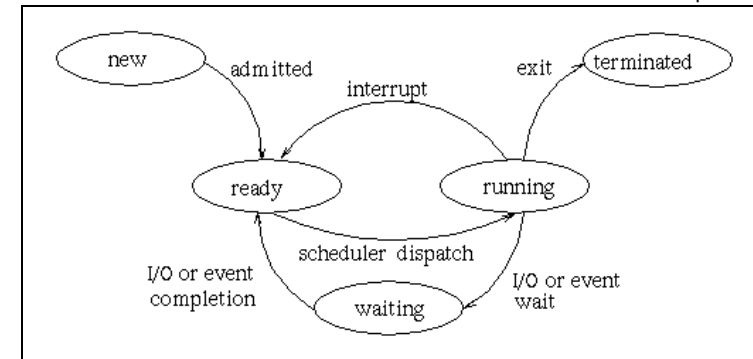 new
admitted
interrupt
exit
terminated
ready
running
scheduler dispatch
I/O or event
completion
waiting
I/O or event
wait